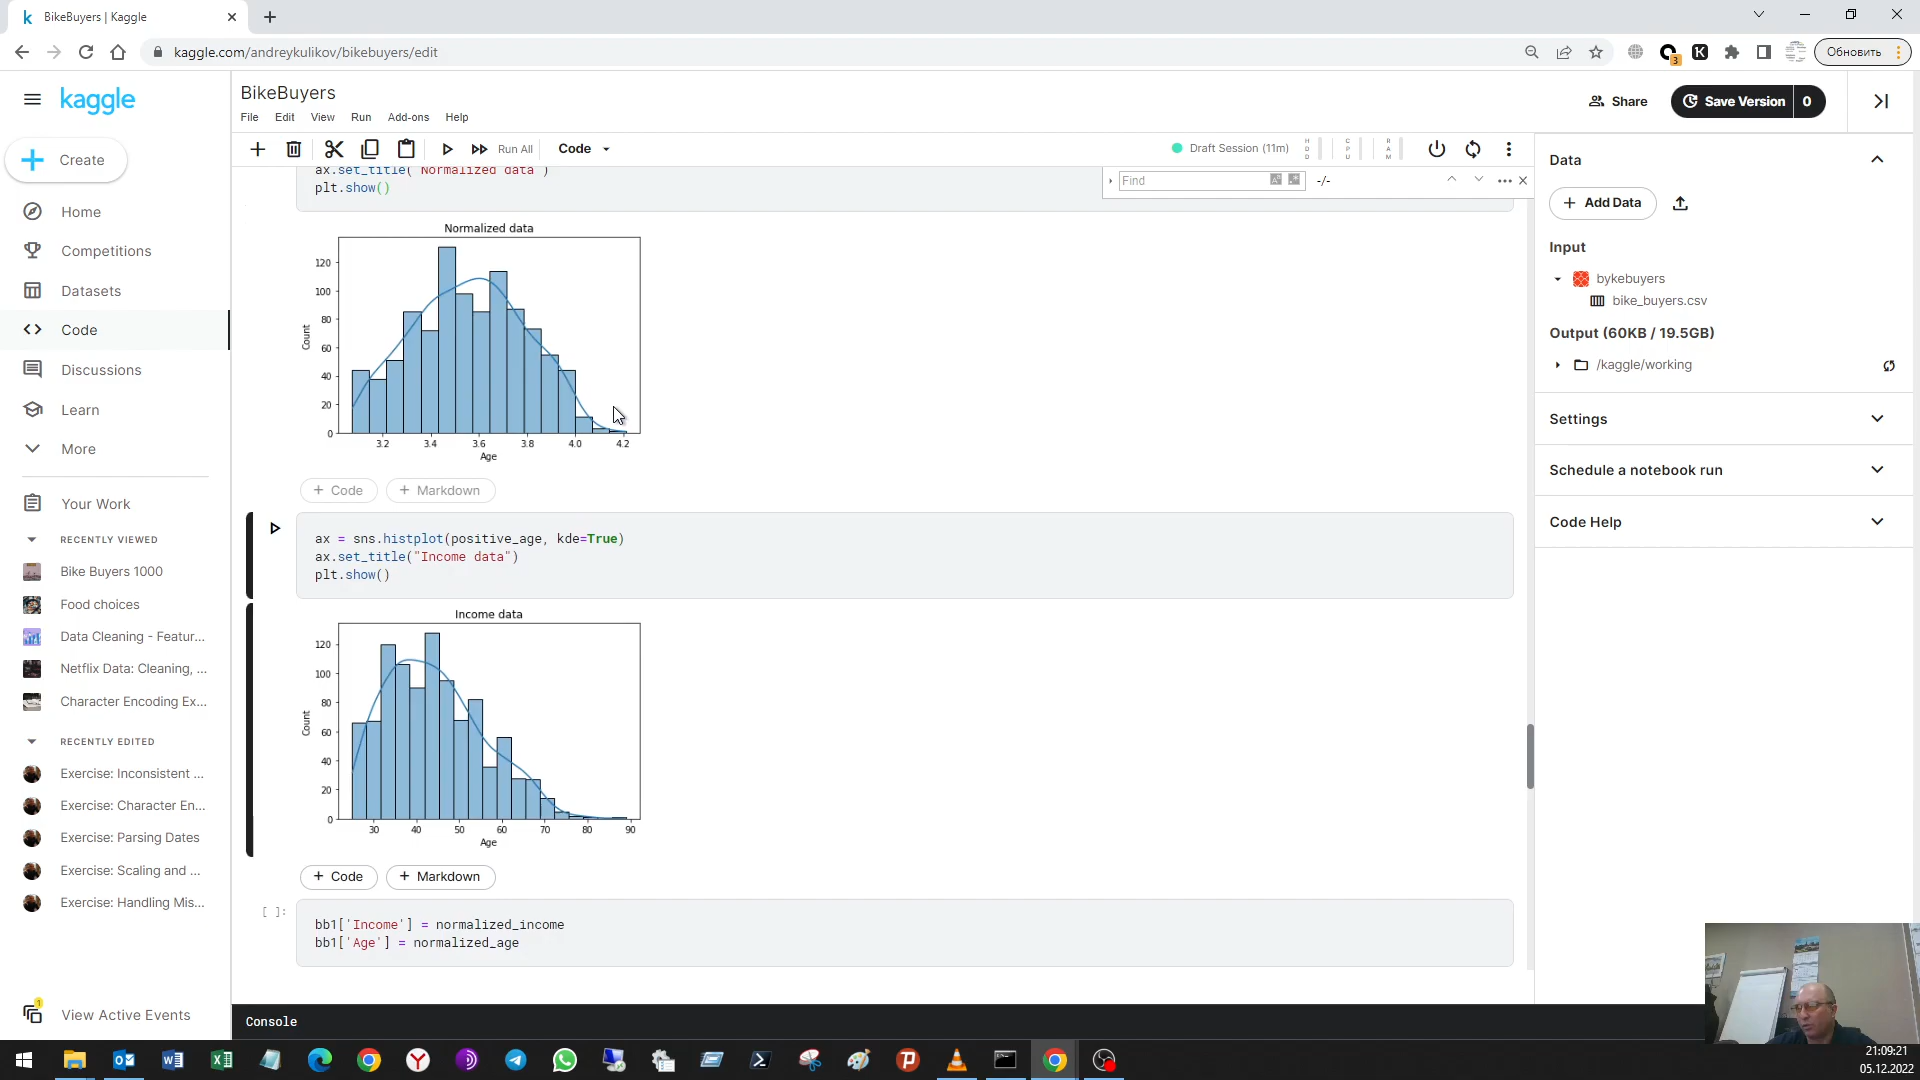 BikeBuyers | Kaggle
kaggle.com/andreykulikov/bikebuyers/edit
3
K
Обновить
kaggle
BikeBuyers
File Edit View Run Add-ons Help
Share
Save Version 0
Create
Run All
Code
Draft Session (11m)
HDD
CPU
RAM
Home
Competitions
Datasets
Code
Discussions
Learn
More
Your Work
RECENTLY VIEWED
Bike Buyers 1000
Food choices
Data Cleaning - Featur...
Netflix Data: Cleaning, ...
Character Encoding Ex...
RECENTLY EDITED
Exercise: Inconsistent ...
Exercise: Character En...
Exercise: Parsing Dates
Exercise: Scaling and ...
Exercise: Handling Mis...
1
View Active Events
ax.set_title("Normalized data")
plt.show()
Find
-/-
Normalized data
120
100
80
60
40
20
0
Count
3.2 3.4 3.6 3.8 4.0 4.2
Age
+ Code + Markdown
ax = sns.histplot(positive_age, kde=True)
ax.set_title("Income data")
plt.show()
Income data
120
100
80
60
40
20
0
Count
30 40 50 60 70 80 90
Age
+ Code + Markdown
[ ]:
bb1['Income'] = normalized_income
bb1['Age'] = normalized_age
Console
Data
+ Add Data
Input
bykebuyers
bike_buyers.csv
Output (60KB / 19.5GB)
/kaggle/working
Settings
Schedule a notebook run
Code Help
21:09:21
05.12.2022